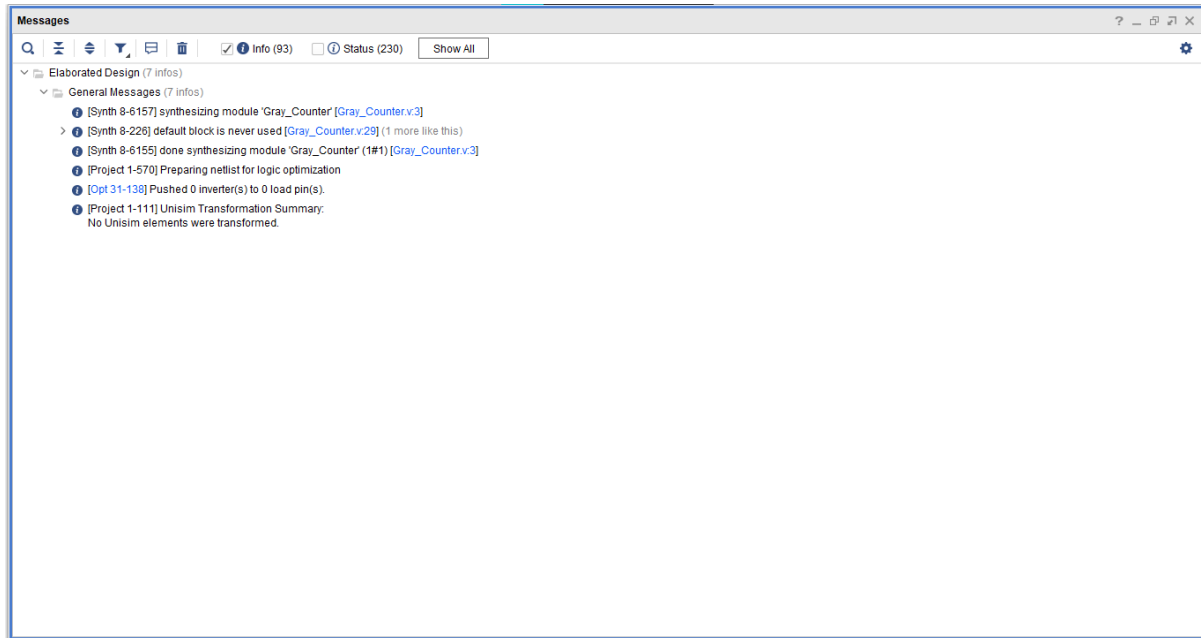 Messages
Info (93) Status (230) Show All
Elaborated Design (7 infos)
General Messages (7 infos)
[Synth 8-6157] synthesizing module 'Gray_Counter' [Gray_Counter.v:3]
[Synth 8-226] default block is never used [Gray_Counter.v:29] (1 more like this)
[Synth 8-6155] done synthesizing module 'Gray_Counter' (1#1) [Gray_Counter.v:3]
[Project 1-570] Preparing netlist for logic optimization
[Opt 31-138] Pushed 0 inverter(s) to 0 load pin(s).
[Project 1-111] Unisim Transformation Summary:
No Unisim elements were transformed.